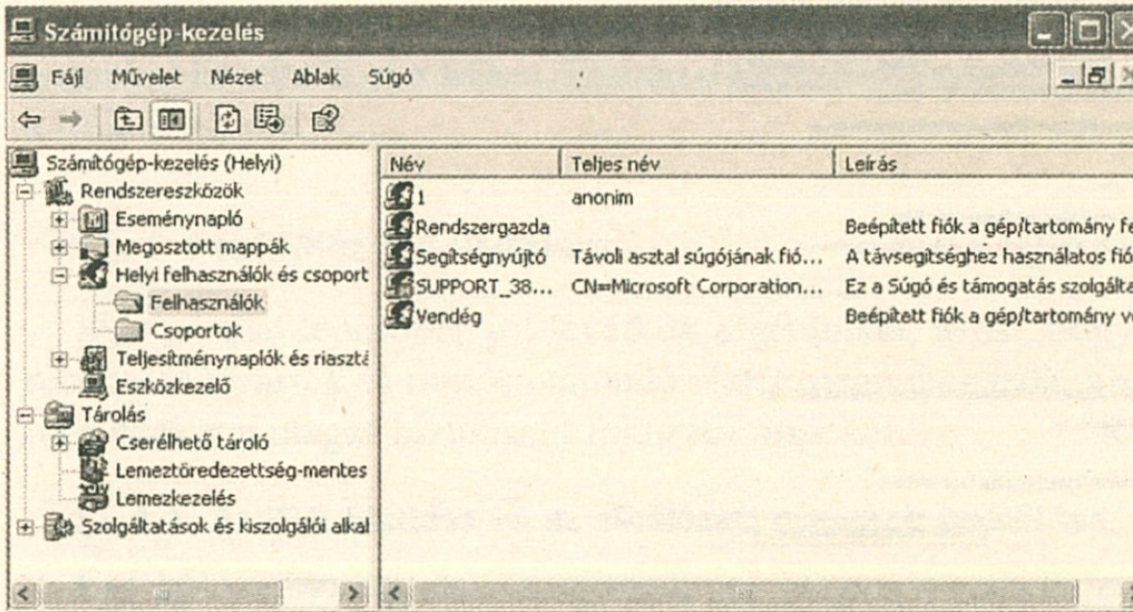 Számítógép-kezelés
Fájl Művelet Nézet Ablak Súgó
Számítógép-kezelés (Helyi)
Rendszereszközök
Eseménynapló
Megosztott mappák
Helyi felhasználók és csoport
Felhasználók
Csoportok
Teljesítménynaplók és riasztá
Eszközkezelő
Tárolás
Cserélhető tároló
Lemeztöredezettség-mentes
Lemezkezelés
Szolgáltatások és kiszolgálói alkal
Név Teljes név Leírás
1 anonim
Rendszergazda Beépített fiók a gép/tartomány fe
Segítségnyújtó Távoli asztal súgójának fió... A távsegítséghez használatos fió
SUPPORT_38... CN=Microsoft Corporation... Ez a Súgó és támogatás szolgálta
Vendég Beépített fiók a gép/tartomány ve